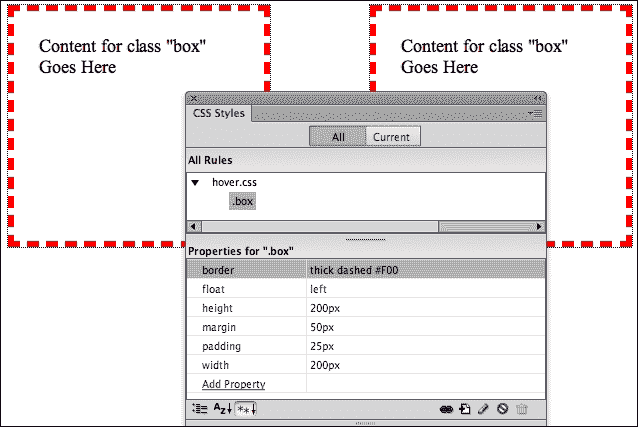 Content for class "box"
Goes Here
Content for class "box"
Goes Here
CSS Styles
All
Current
All Rules
hover.css
.box
Properties for ".box"
border thick dashed #F00
float left
height 200px
margin 50px
padding 25px
width 200px
Add Property